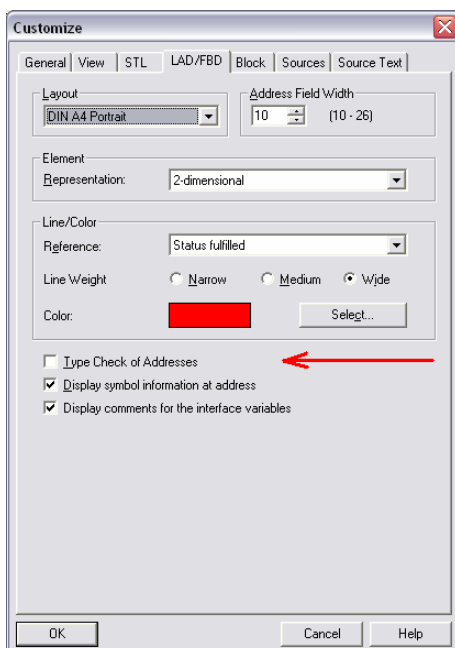 Customize
General View STL LAD/FBD Block Sources Source Text
Layout Address Field Width
DIN A4 Portrait 10 (10 - 26)
Element
Representation: 2-dimensional
Line/Color
Reference: Status fulfilled
Line Weight Narrow Medium Wide
Color: Select...
Type Check of Addresses
Display symbol information at address
Display comments for the interface variables
OK Cancel Help